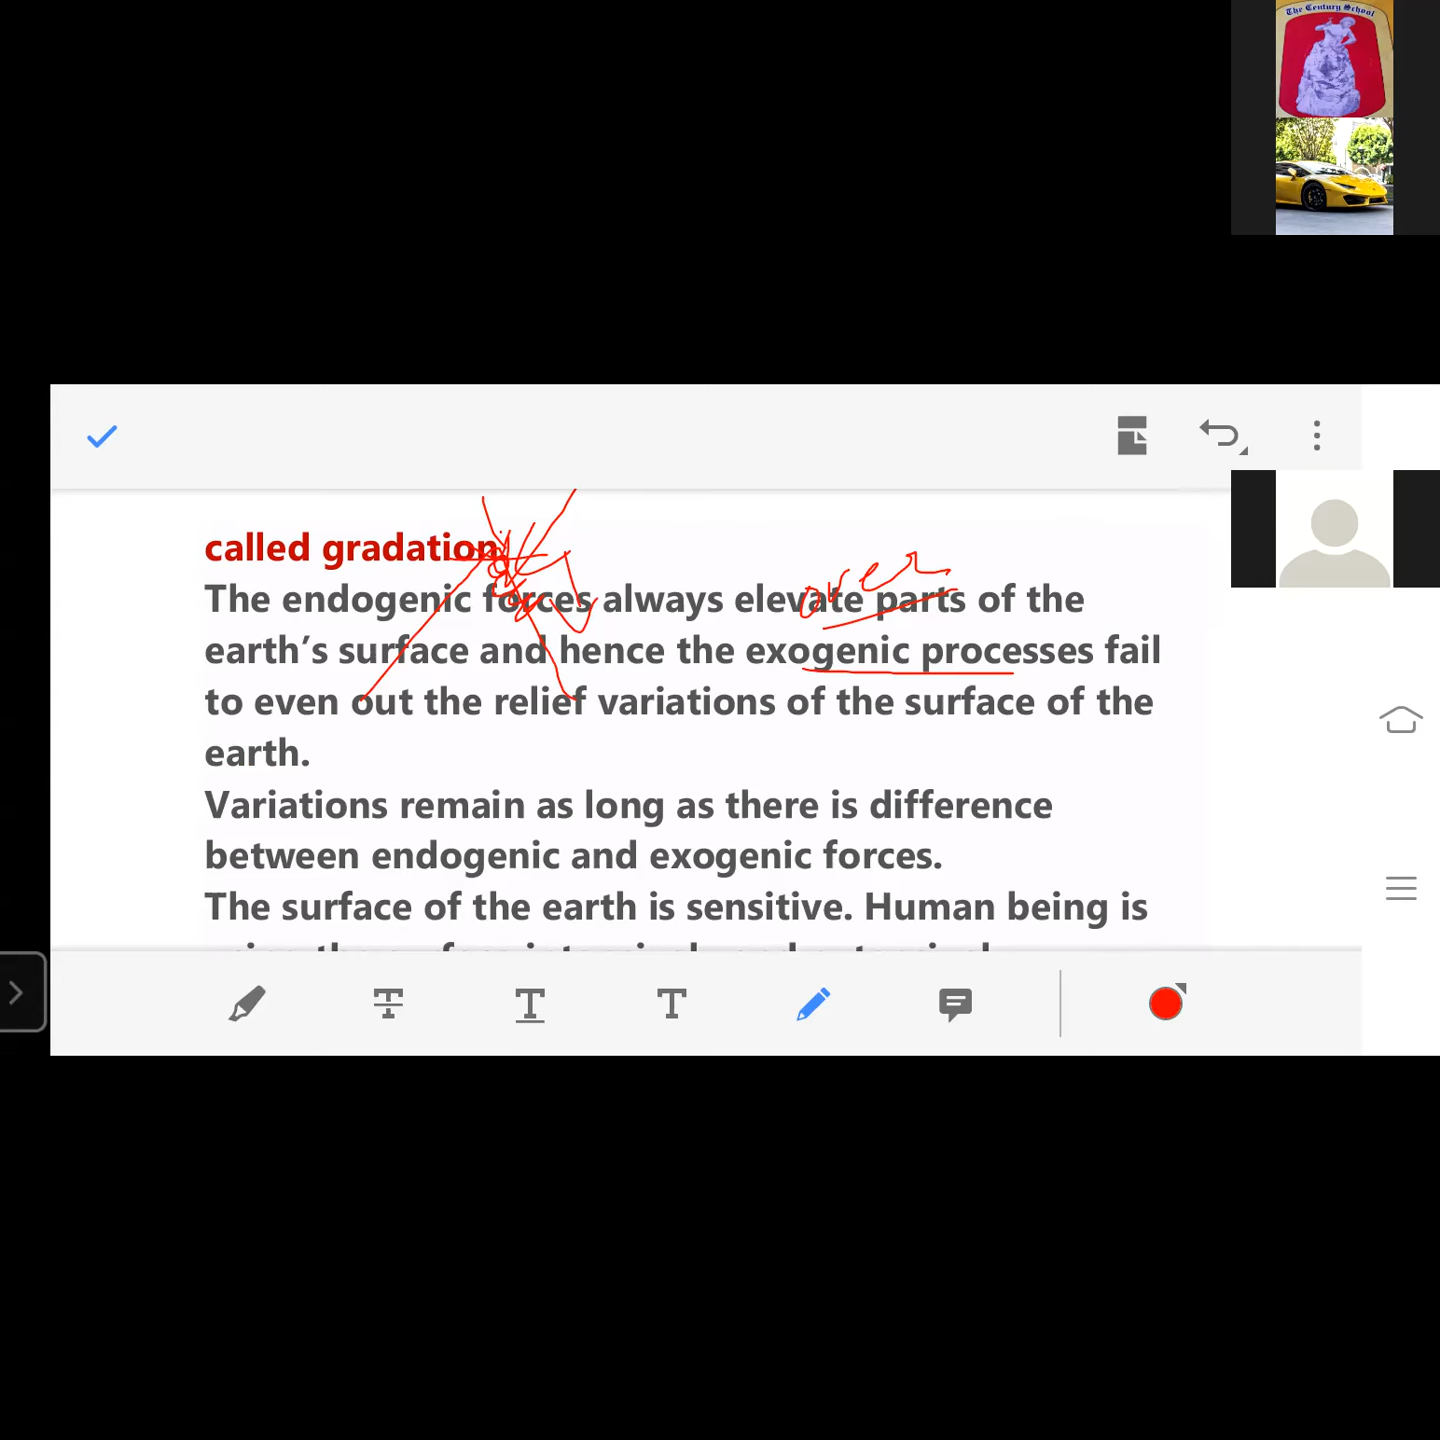 The Century School
called gradation
over
The endogenic forces always elevate parts of the
earth’s surface and hence the exogenic processes fail
to even out the relief variations of the surface of the
earth.
Variations remain as long as there is difference
between endogenic and exogenic forces.
The surface of the earth is sensitive. Human being is